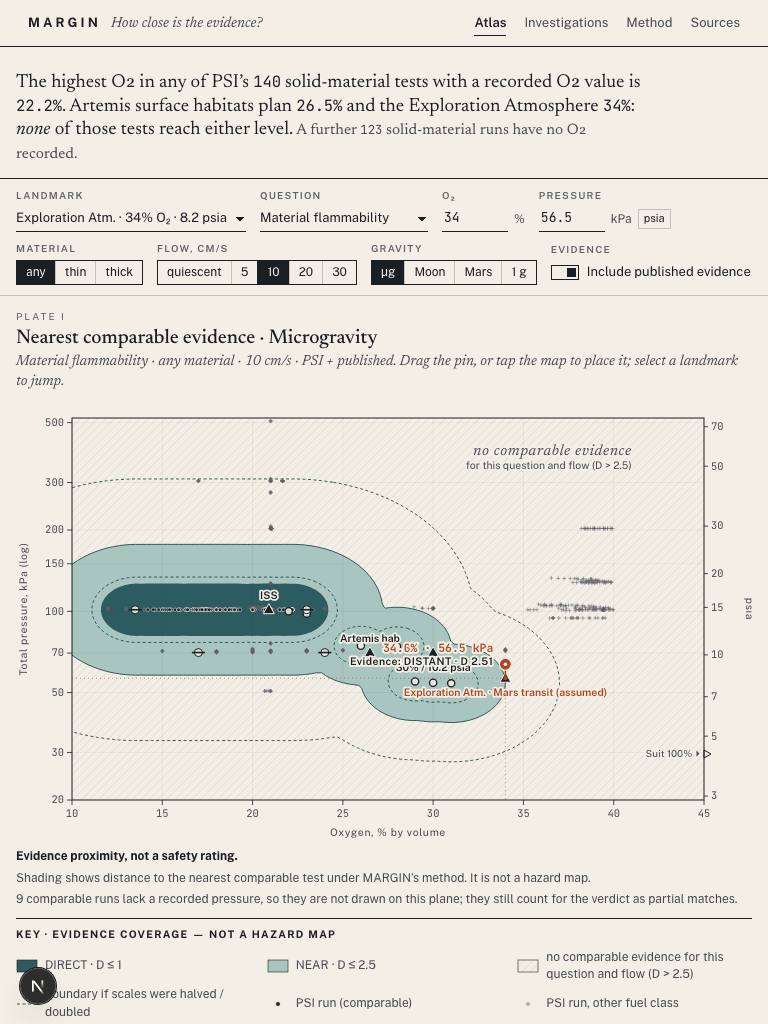 MARGIN How close is the evidence?
Atlas Investigations Method Sources
The highest O2 in any of PSI’s 140 solid-material tests with a recorded O2 value is
22.2%. Artemis surface habitats plan 26.5% and the Exploration Atmosphere 34%:
none of those tests reach either level. A further 123 solid-material runs have no O2
recorded.
LANDMARK QUESTION O₂ PRESSURE
Exploration Atm. · 34% O₂ · 8.2 psia Material flammability 34 % 56.5 kPa psia
MATERIAL FLOW, CM/S GRAVITY EVIDENCE
any thin thick quiescent 5 10 20 30 µg Moon Mars 1 g Include published evidence
PLATE I
Nearest comparable evidence · Microgravity
Material flammability · any material · 10 cm/s · PSI + published. Drag the pin, or tap the map to place it; select a landmark
to jump.
500
300
200
150
100
70
50
30
20
Total pressure, kPa (log)
no comparable evidence
for this question and flow (D > 2.5)
ISS
Artemis hab
56.5 kPa
Evidence: DISTANT · D 2.51
Exploration Atm. · Mars transit (assumed)
Suit 100%
70
50
30
20
15
10
7
5
3
psia
10 15 20 25 30 35 40 45
Oxygen, % by volume
Evidence proximity, not a safety rating.
Shading shows distance to the nearest comparable test under MARGIN’s method. It is not a hazard map.
9 comparable runs lack a recorded pressure, so they are not drawn on this plane; they still count for the verdict as partial matches.
KEY · EVIDENCE COVERAGE — NOT A HAZARD MAP
DIRECT · D ≤ 1
NEAR · D ≤ 2.5
no comparable evidence for this
question and flow (D > 2.5)
if scales were halved /
doubled
PSI run (comparable)
PSI run, other fuel class
N